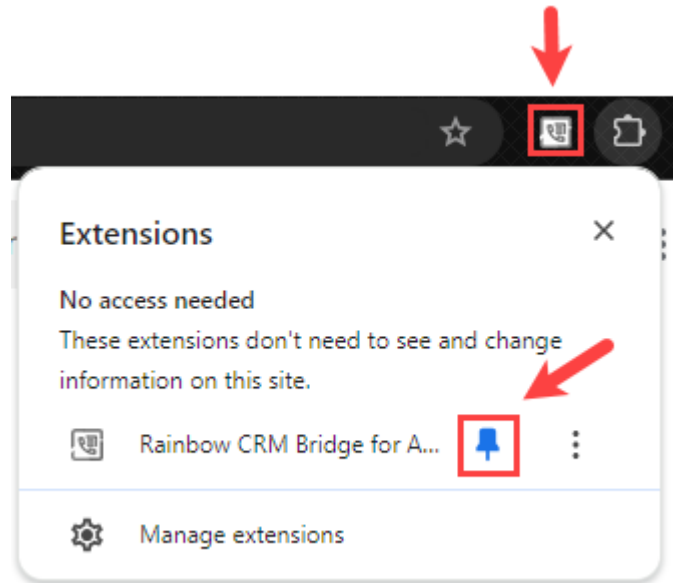 Extensions
No access needed
These extensions don't need to see and change
information on this site.
Rainbow CRM Bridge for A...
Manage extensions